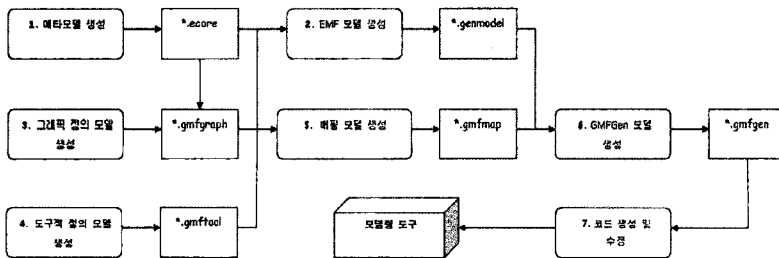 1. 메타모델 생성
*.ecore
2. EMF 모델 생성
*.genmodel
3. 그래픽 정의 모델
생성
*.gmfgraph
5. 매핑 모델 생성
*.gmfmap
6. GMFGen 모델
생성
*.gmfgen
4. 도구적 정의 모델
생성
*.gmftool
모델링 도구
7. 코드 생성 및
수정